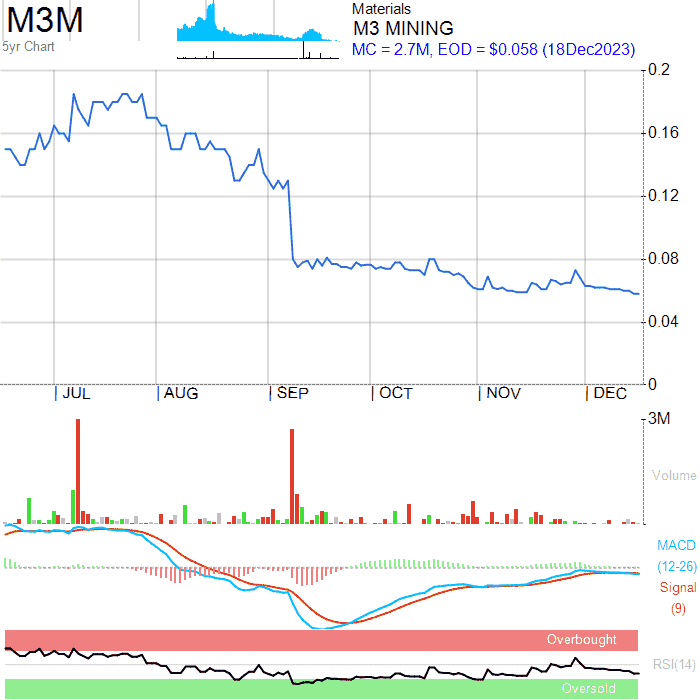 M3M
5yr Chart
Materials
M3 MINING
MC = 2.7M, EOD = $0.058 (18Dec2023)
0.2
0.16
0.12
0.08
0.04
0
JUL
AUG
SEP
OCT
NOV
DEC
3M
Volume
MACD
(12-26)
Signal
(9)
Overbought
RSI(14)
Oversold